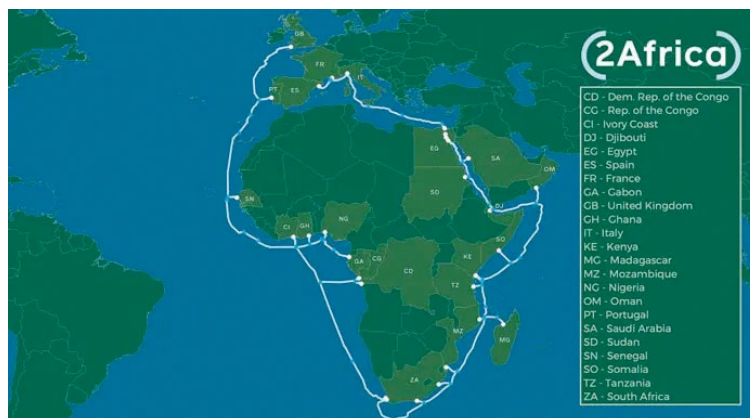 2Africa
CD - Dem. Rep. of the Congo
CG - Rep. of the Congo
CI - Ivory Coast
DJ - Djibouti
EG - Egypt
ES - Spain
FR - France
GA - Gabon
GB - United Kingdom
GH - Ghana
IT - Italy
KE - Kenya
MG - Madagascar
MZ - Mozambique
NG - Nigeria
OM - Oman
PT - Portugal
SA - Saudi Arabia
SD - Sudan
SN - Senegal
SO - Somalia
TZ - Tanzania
ZA - South Africa
GB
FR
IT
PT
ES
EG
SA
OM
SD
SN
DJ
NG
CI
GH
SO
GA
CG
CD
KE
TZ
MZ
MG
ZA